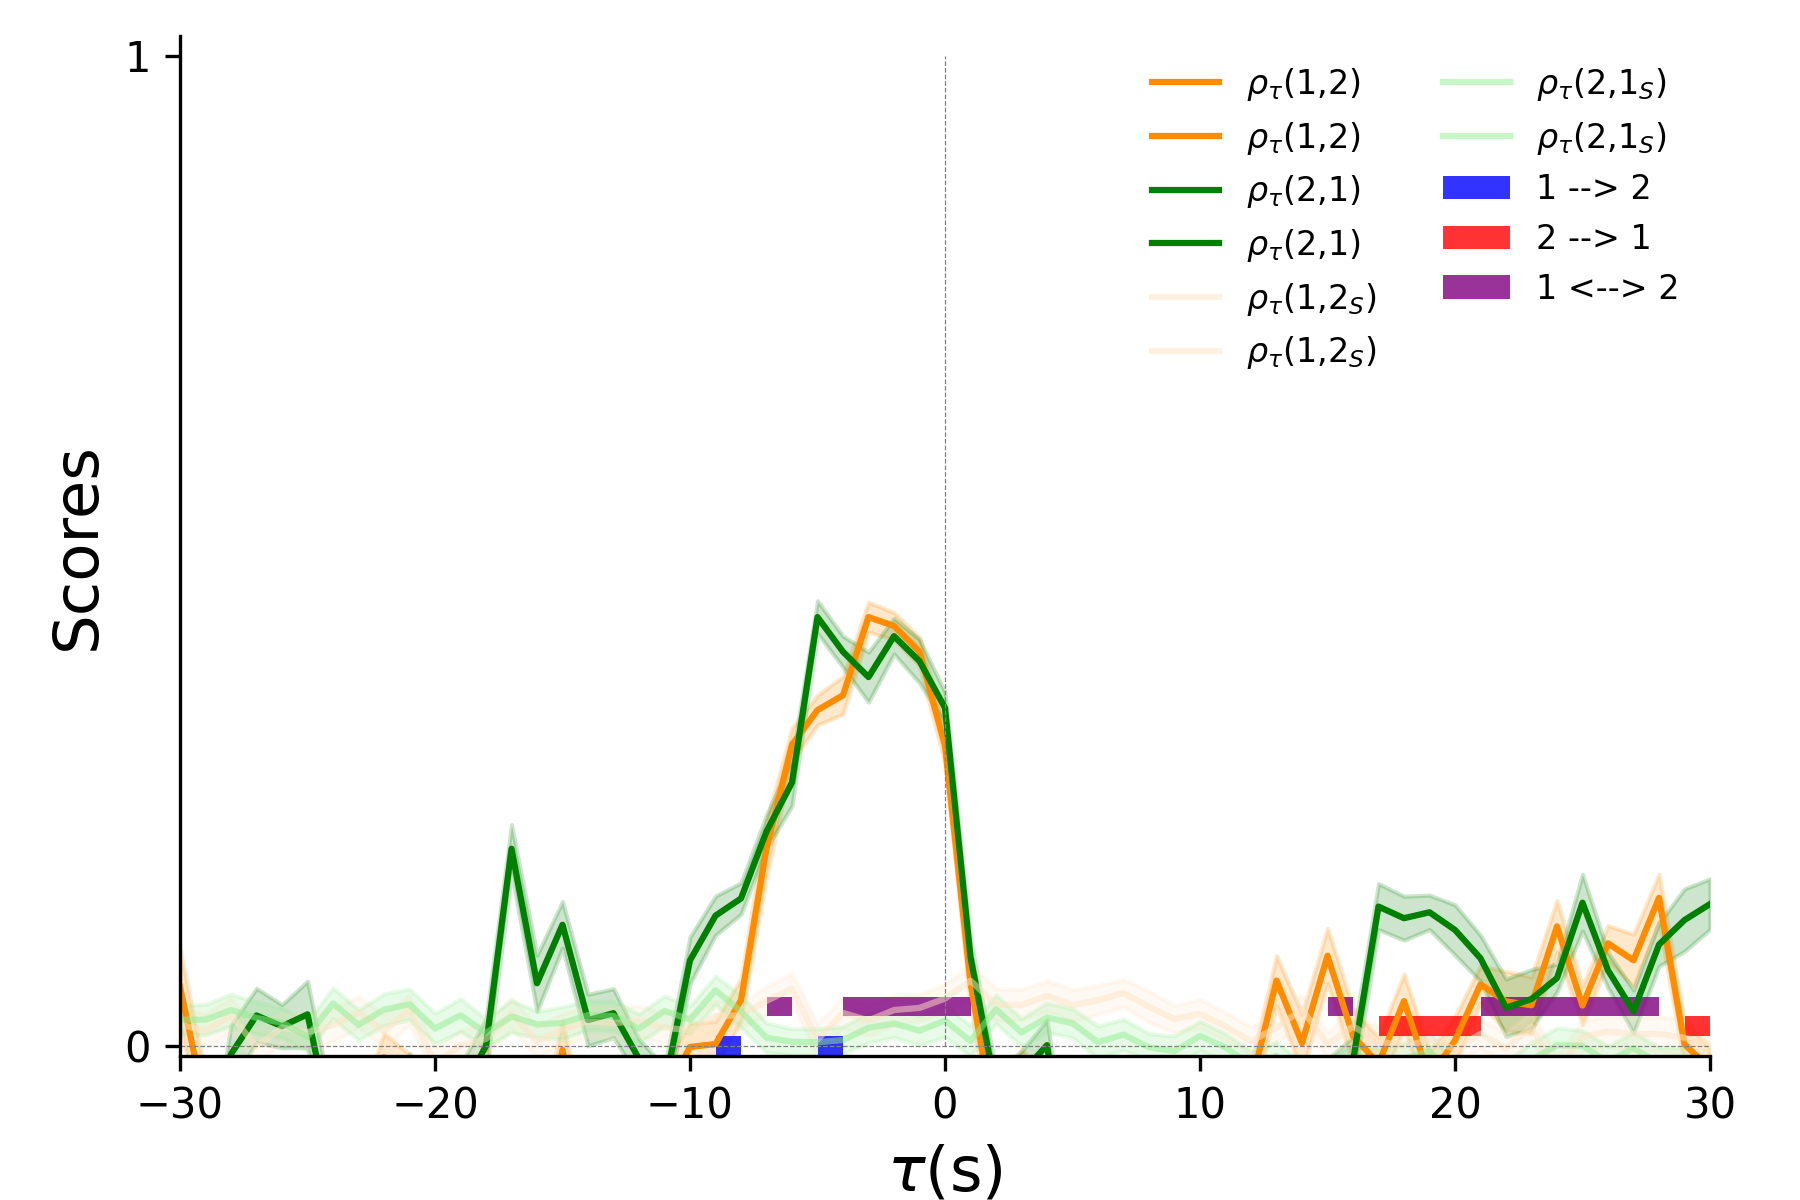 1
ρτ(1,2)
ρτ(1,2)
ρτ(2,1)
ρτ(2,1)
ρτ(1,2S)
ρτ(1,2S)
ρτ(2,1S)
ρτ(2,1S)
1 --> 2
2 --> 1
1 <--> 2
Scores
0
−30 −20 −10 0 10 20 30
τ(s)